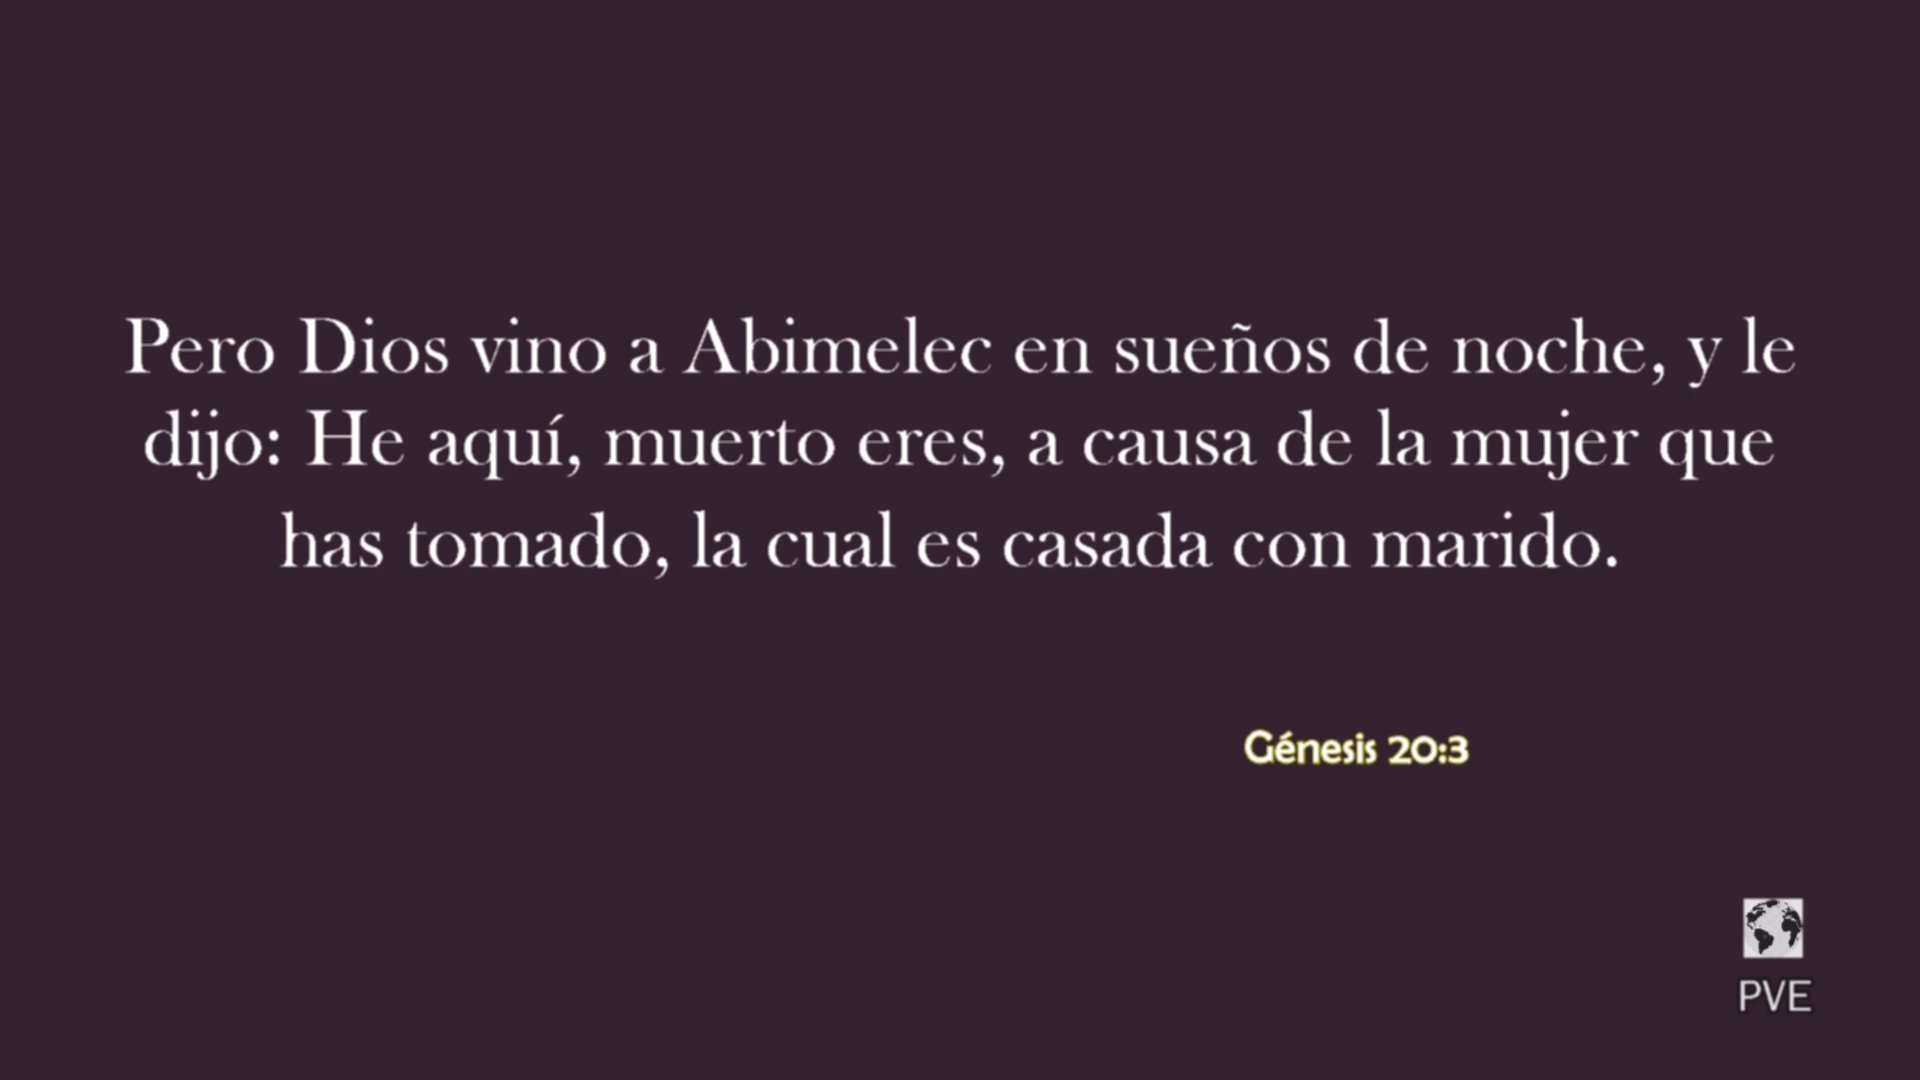 Pero Dios vino a Abimelec en sueños de noche, y le
dijo: He aquí, muerto eres, a causa de la mujer que
has tomado, la cual es casada con marido.
Génesis 20:3
PVE